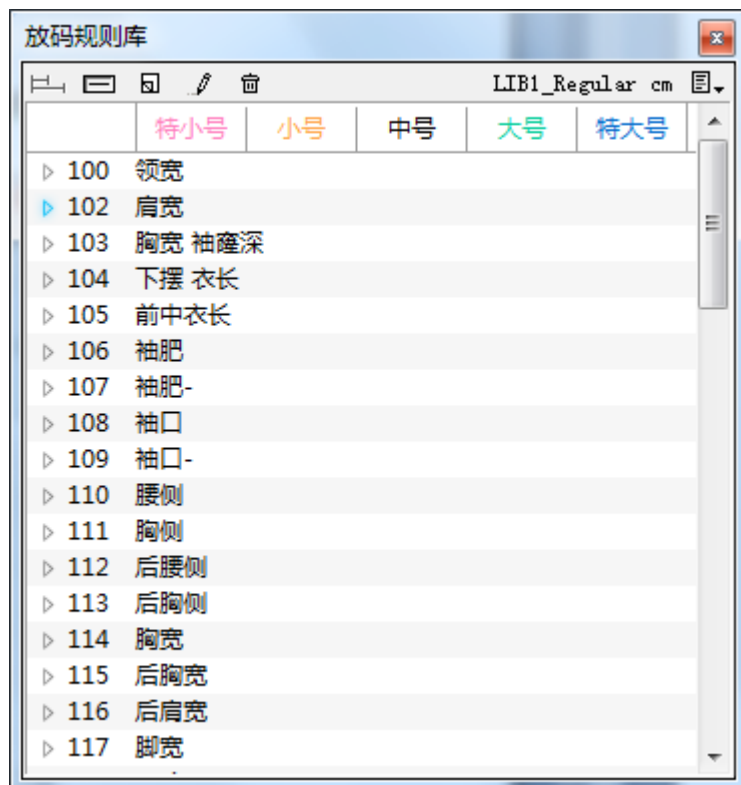 放码规则库
LIB1_Regular cm
特小号 小号 中号 大号 特大号
100 领宽
102 肩宽
103 胸宽 袖窿深
104 下摆 衣长
105 前中衣长
106 袖肥
107 袖肥-
108 袖口
109 袖口-
110 腰侧
111 胸侧
112 后腰侧
113 后胸侧
114 胸宽
115 后胸宽
116 后肩宽
117 脚宽